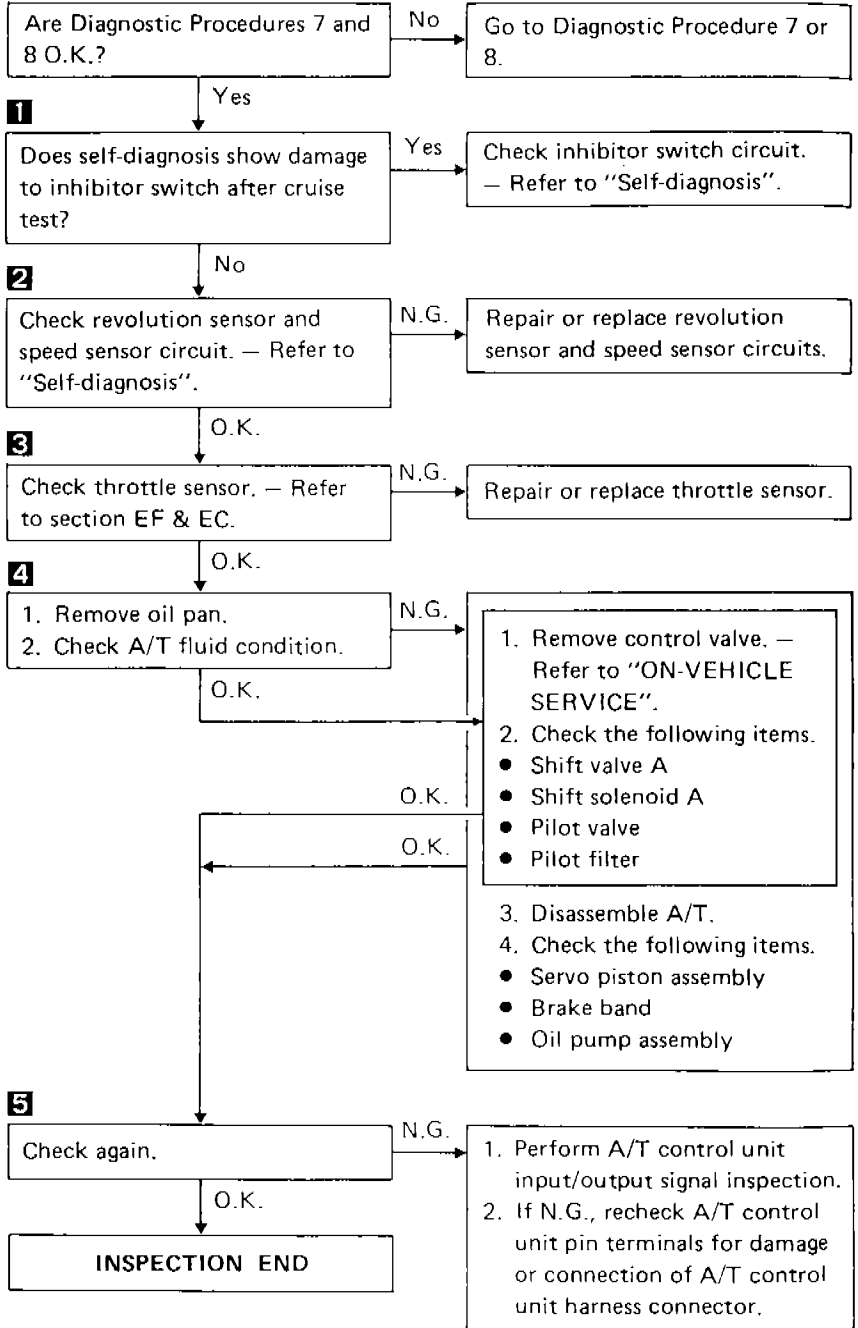 Are Diagnostic Procedures 7 and
8 O.K.?
No
Go to Diagnostic Procedure 7 or
8.
Yes
1
Does self-diagnosis show damage
to inhibitor switch after cruise
test?
Yes
Check inhibitor switch circuit.
— Refer to "Self-diagnosis".
No
2
Check revolution sensor and
speed sensor circuit. — Refer to
"Self-diagnosis".
N.G.
Repair or replace revolution
sensor and speed sensor circuits.
O.K.
3
Check throttle sensor. — Refer
to section EF & EC.
N.G.
Repair or replace throttle sensor.
O.K.
4
1. Remove oil pan.
2. Check A/T fluid condition.
N.G.
O.K.
1. Remove control valve. —
Refer to "ON-VEHICLE
SERVICE".
2. Check the following items.
● Shift valve A
● Shift solenoid A
● Pilot valve
● Pilot filter
O.K.
O.K.
3. Disassemble A/T.
4. Check the following items.
● Servo piston assembly
● Brake band
● Oil pump assembly
5
Check again.
N.G.
1. Perform A/T control unit
input/output signal inspection.
2. If N.G., recheck A/T control
unit pin terminals for damage
or connection of A/T control
unit harness connector.
O.K.
INSPECTION END